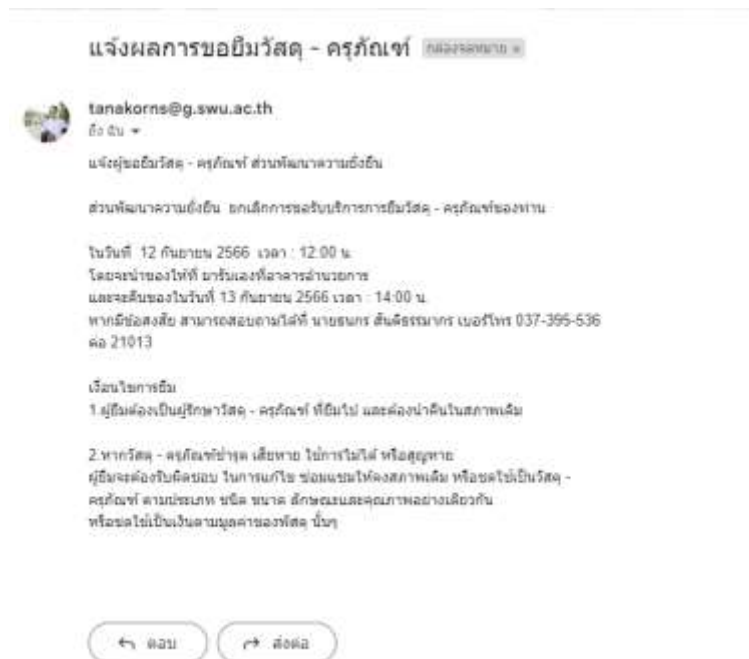 แจ้งผลการขอยืมวัสดุ - ครุภัณฑ์ กล่องจดหมาย ×
tanakorns@g.swu.ac.th
ถึง ฉัน
แจ้งผู้ขอยืมวัสดุ - ครุภัณฑ์ ส่วนพัฒนาความยั่งยืน
ส่วนพัฒนาความยั่งยืน ยกเลิกการขอรับบริการการยืมวัสดุ - ครุภัณฑ์ของท่าน
ในวันที่ 12 กันยายน 2566 เวลา : 12:00 น.
โดยจะนำของให้ที่ มารับเองที่อาคารอำนวยการ
และจะคืนของในวันที่ 13 กันยายน 2566 เวลา : 14:00 น.
หากมีข้อสงสัย สามารถสอบถามได้ที่ นายธนกร สันติธรรมากร เบอร์โทร 037-395-536
ต่อ 21013
เงื่อนไขการยืม
1.ผู้ยืมต้องเป็นผู้รักษาวัสดุ - ครุภัณฑ์ ที่ยืมไป และต้องนำคืนในสภาพเดิม
2.หากวัสดุ - ครุภัณฑ์ชำรุด เสียหาย ใช้การไม่ได้ หรือสูญหาย
ผู้ยืมจะต้องรับผิดชอบ ในการแก้ไข ซ่อมแซมให้คงสภาพเดิม หรือชดใช้เป็นวัสดุ -
ครุภัณฑ์ ตามประเภท ชนิด ขนาด ลักษณะและคุณภาพอย่างเดียวกัน
หรือชดใช้เป็นเงินตามมูลค่าของพัสดุ นั้นๆ
ตอบ ส่งต่อ